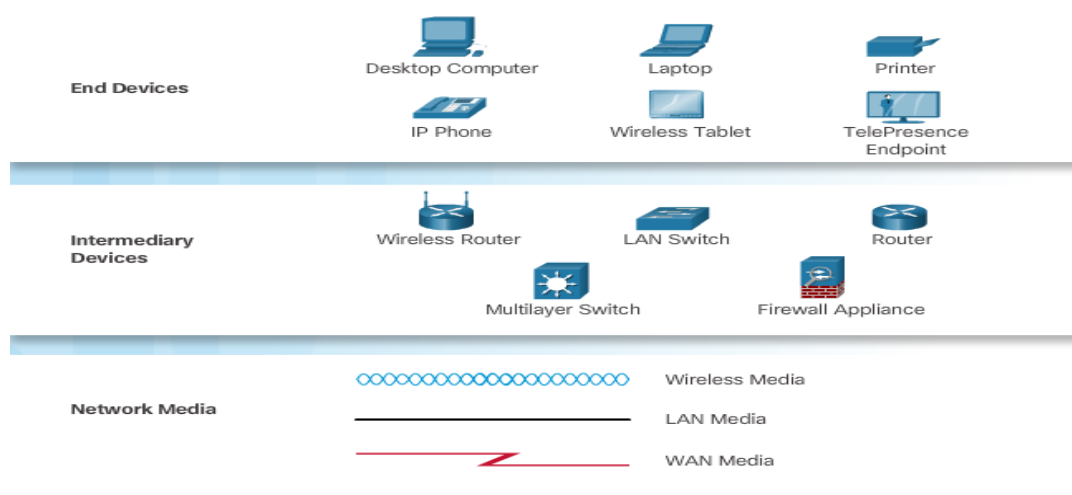 Desktop Computer
Laptop
Printer
End Devices
IP Phone
Wireless Tablet
TelePresence
Endpoint
Intermediary
Devices
Wireless Router
LAN Switch
Router
Multilayer Switch
Firewall Appliance
Network Media
Wireless Media
LAN Media
WAN Media